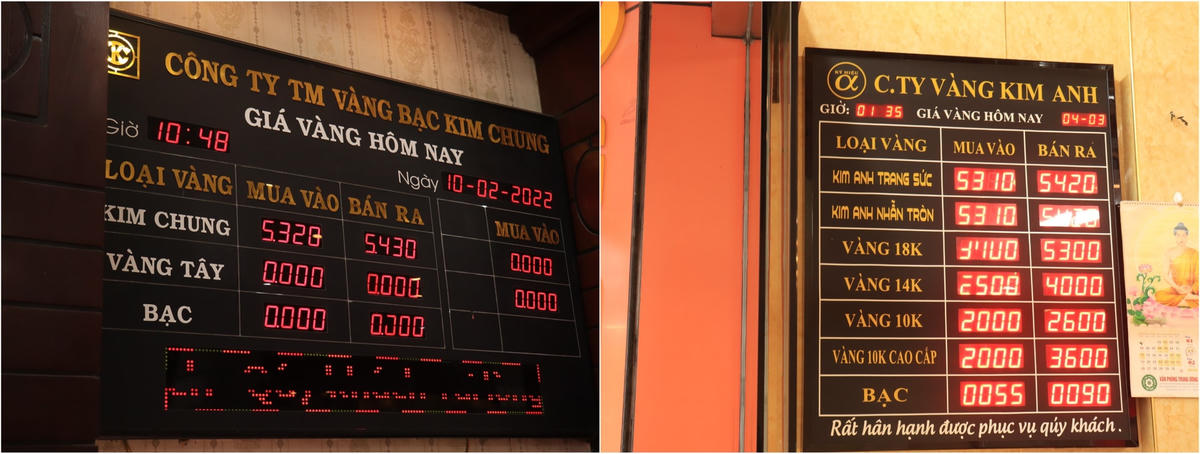 CÔNG TY TM VÀNG BẠC KIM CHUNG
GIÁ VÀNG HÔM NAY
Giờ 10:48
Ngày 10-02-2022
LOẠI VÀNG MUA VÀO BÁN RA MUA VÀO
KIM CHUNG 5.320 5.430 0.000
VÀNG TÂY 0.000 0.000 0.000
BẠC 0.000
KÝ HIỆU
α
C.TY VÀNG KIM ANH
GIỜ: 01 35 GIÁ VÀNG HÔM NAY 04-03
LOẠI VÀNG MUA VÀO BÁN RA
KIM ANH TRANG SỨC 5310 5420
KIM ANH NHẪN TRÒN 5310
VÀNG 18K 5300
VÀNG 14K 4000
VÀNG 10K 2000 2600
VÀNG 10K CAO CẤP 2000 3600
BẠC 0055 0090
Rất hân hạnh được phục vụ qúy khách.